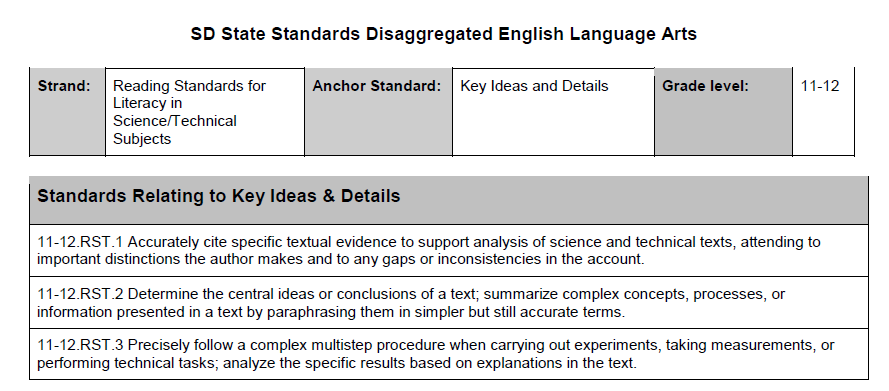 SD State Standards Disaggregated English Language Arts
Strand:
Reading Standards for
Literacy in
Science/Technical
Subjects
Anchor Standard:
Key Ideas and Details
Grade level:
11-12
Standards Relating to Key Ideas & Details
11-12.RST.1 Accurately cite specific textual evidence to support analysis of science and technical texts, attending to
important distinctions the author makes and to any gaps or inconsistencies in the account.
11-12.RST.2 Determine the central ideas or conclusions of a text; summarize complex concepts, processes, or
information presented in a text by paraphrasing them in simpler but still accurate terms.
11-12.RST.3 Precisely follow a complex multistep procedure when carrying out experiments, taking measurements, or
performing technical tasks; analyze the specific results based on explanations in the text.